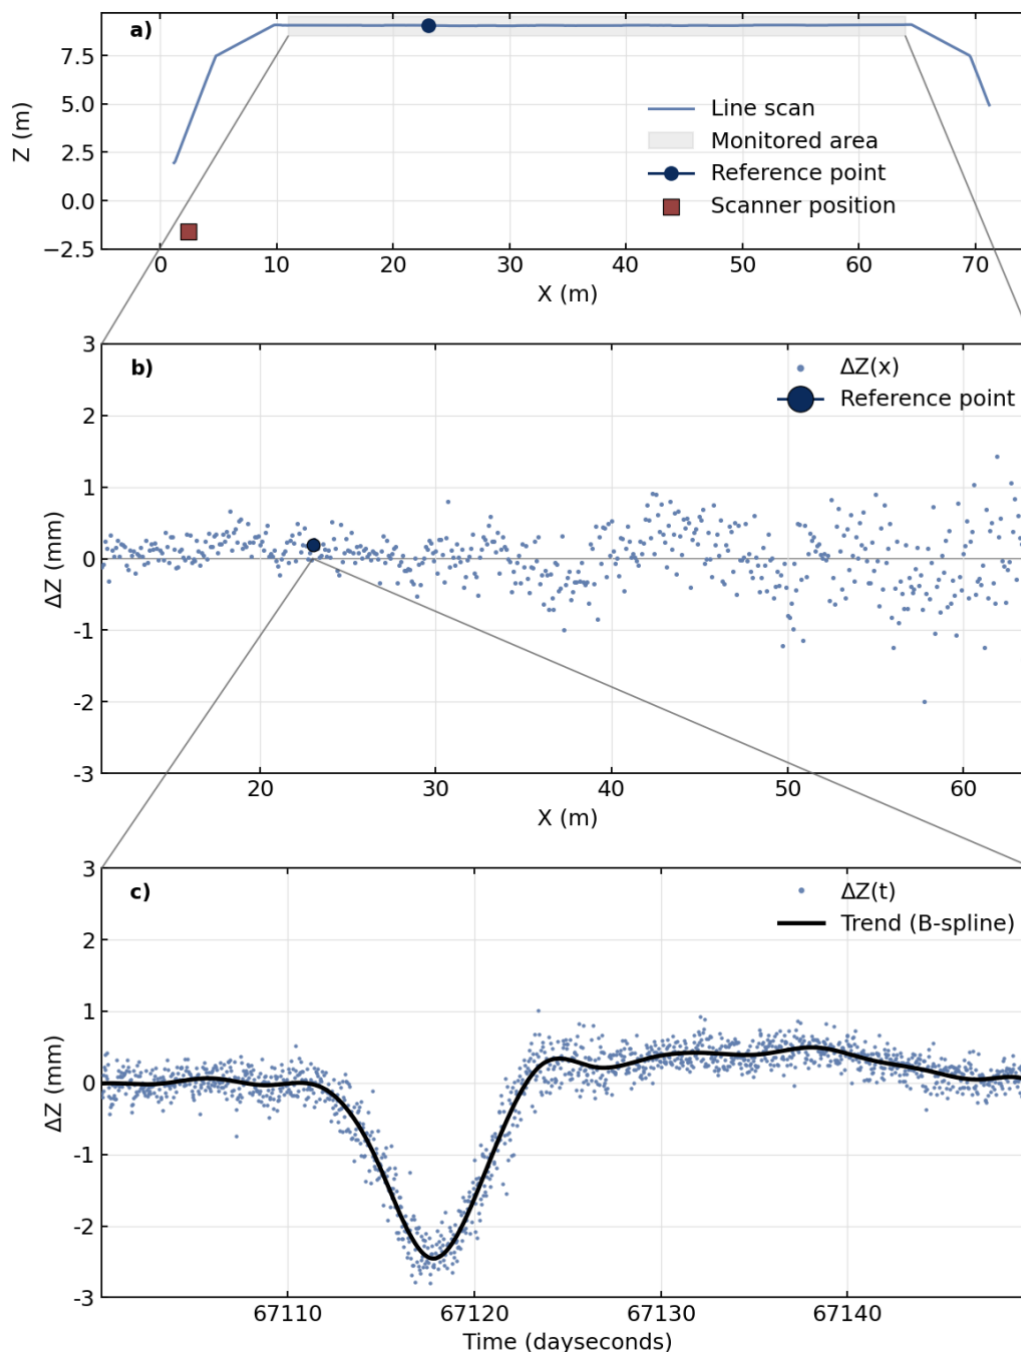 a)
Z (m)
7.5
5.0
2.5
0.0
−2.5
Line scan
Monitored area
Reference point
Scanner position
0 10 20 30 40 50 60 70
X (m)
b)
ΔZ (mm)
3
2
1
0
-1
-2
-3
ΔZ(x)
Reference point
20 30 40 50 60
X (m)
c)
ΔZ (mm)
3
2
1
0
-1
-2
-3
ΔZ(t)
Trend (B-spline)
67110 67120 67130 67140
Time (dayseconds)